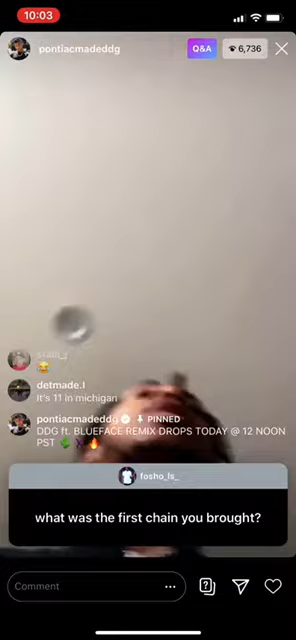 10:03
pontiacmadeddg
Q&A
6,736
detmade.l
It's 11 in michigan
pontiacmadeddg PINNED
DDG ft. BLUEFACE REMIX DROPS TODAY @ 12 NOON
PST
fosho_ls_
what was the first chain you brought?
Comment